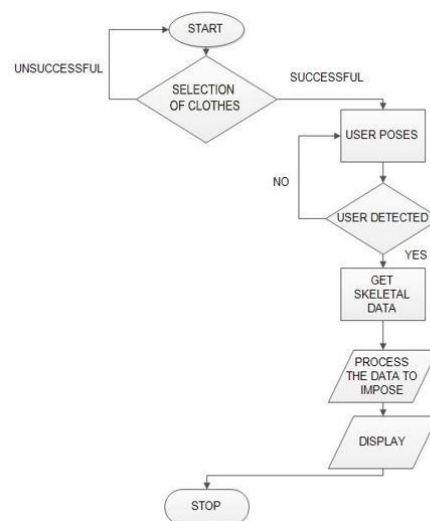 START
UNSUCCESSFUL
SUCCESSFUL
SELECTION
OF CLOTHES
USER POSES
NO
USER DETECTED
YES
GET
SKELETAL
DATA
PROCESS
THE DATA TO
IMPOSE
DISPLAY
STOP